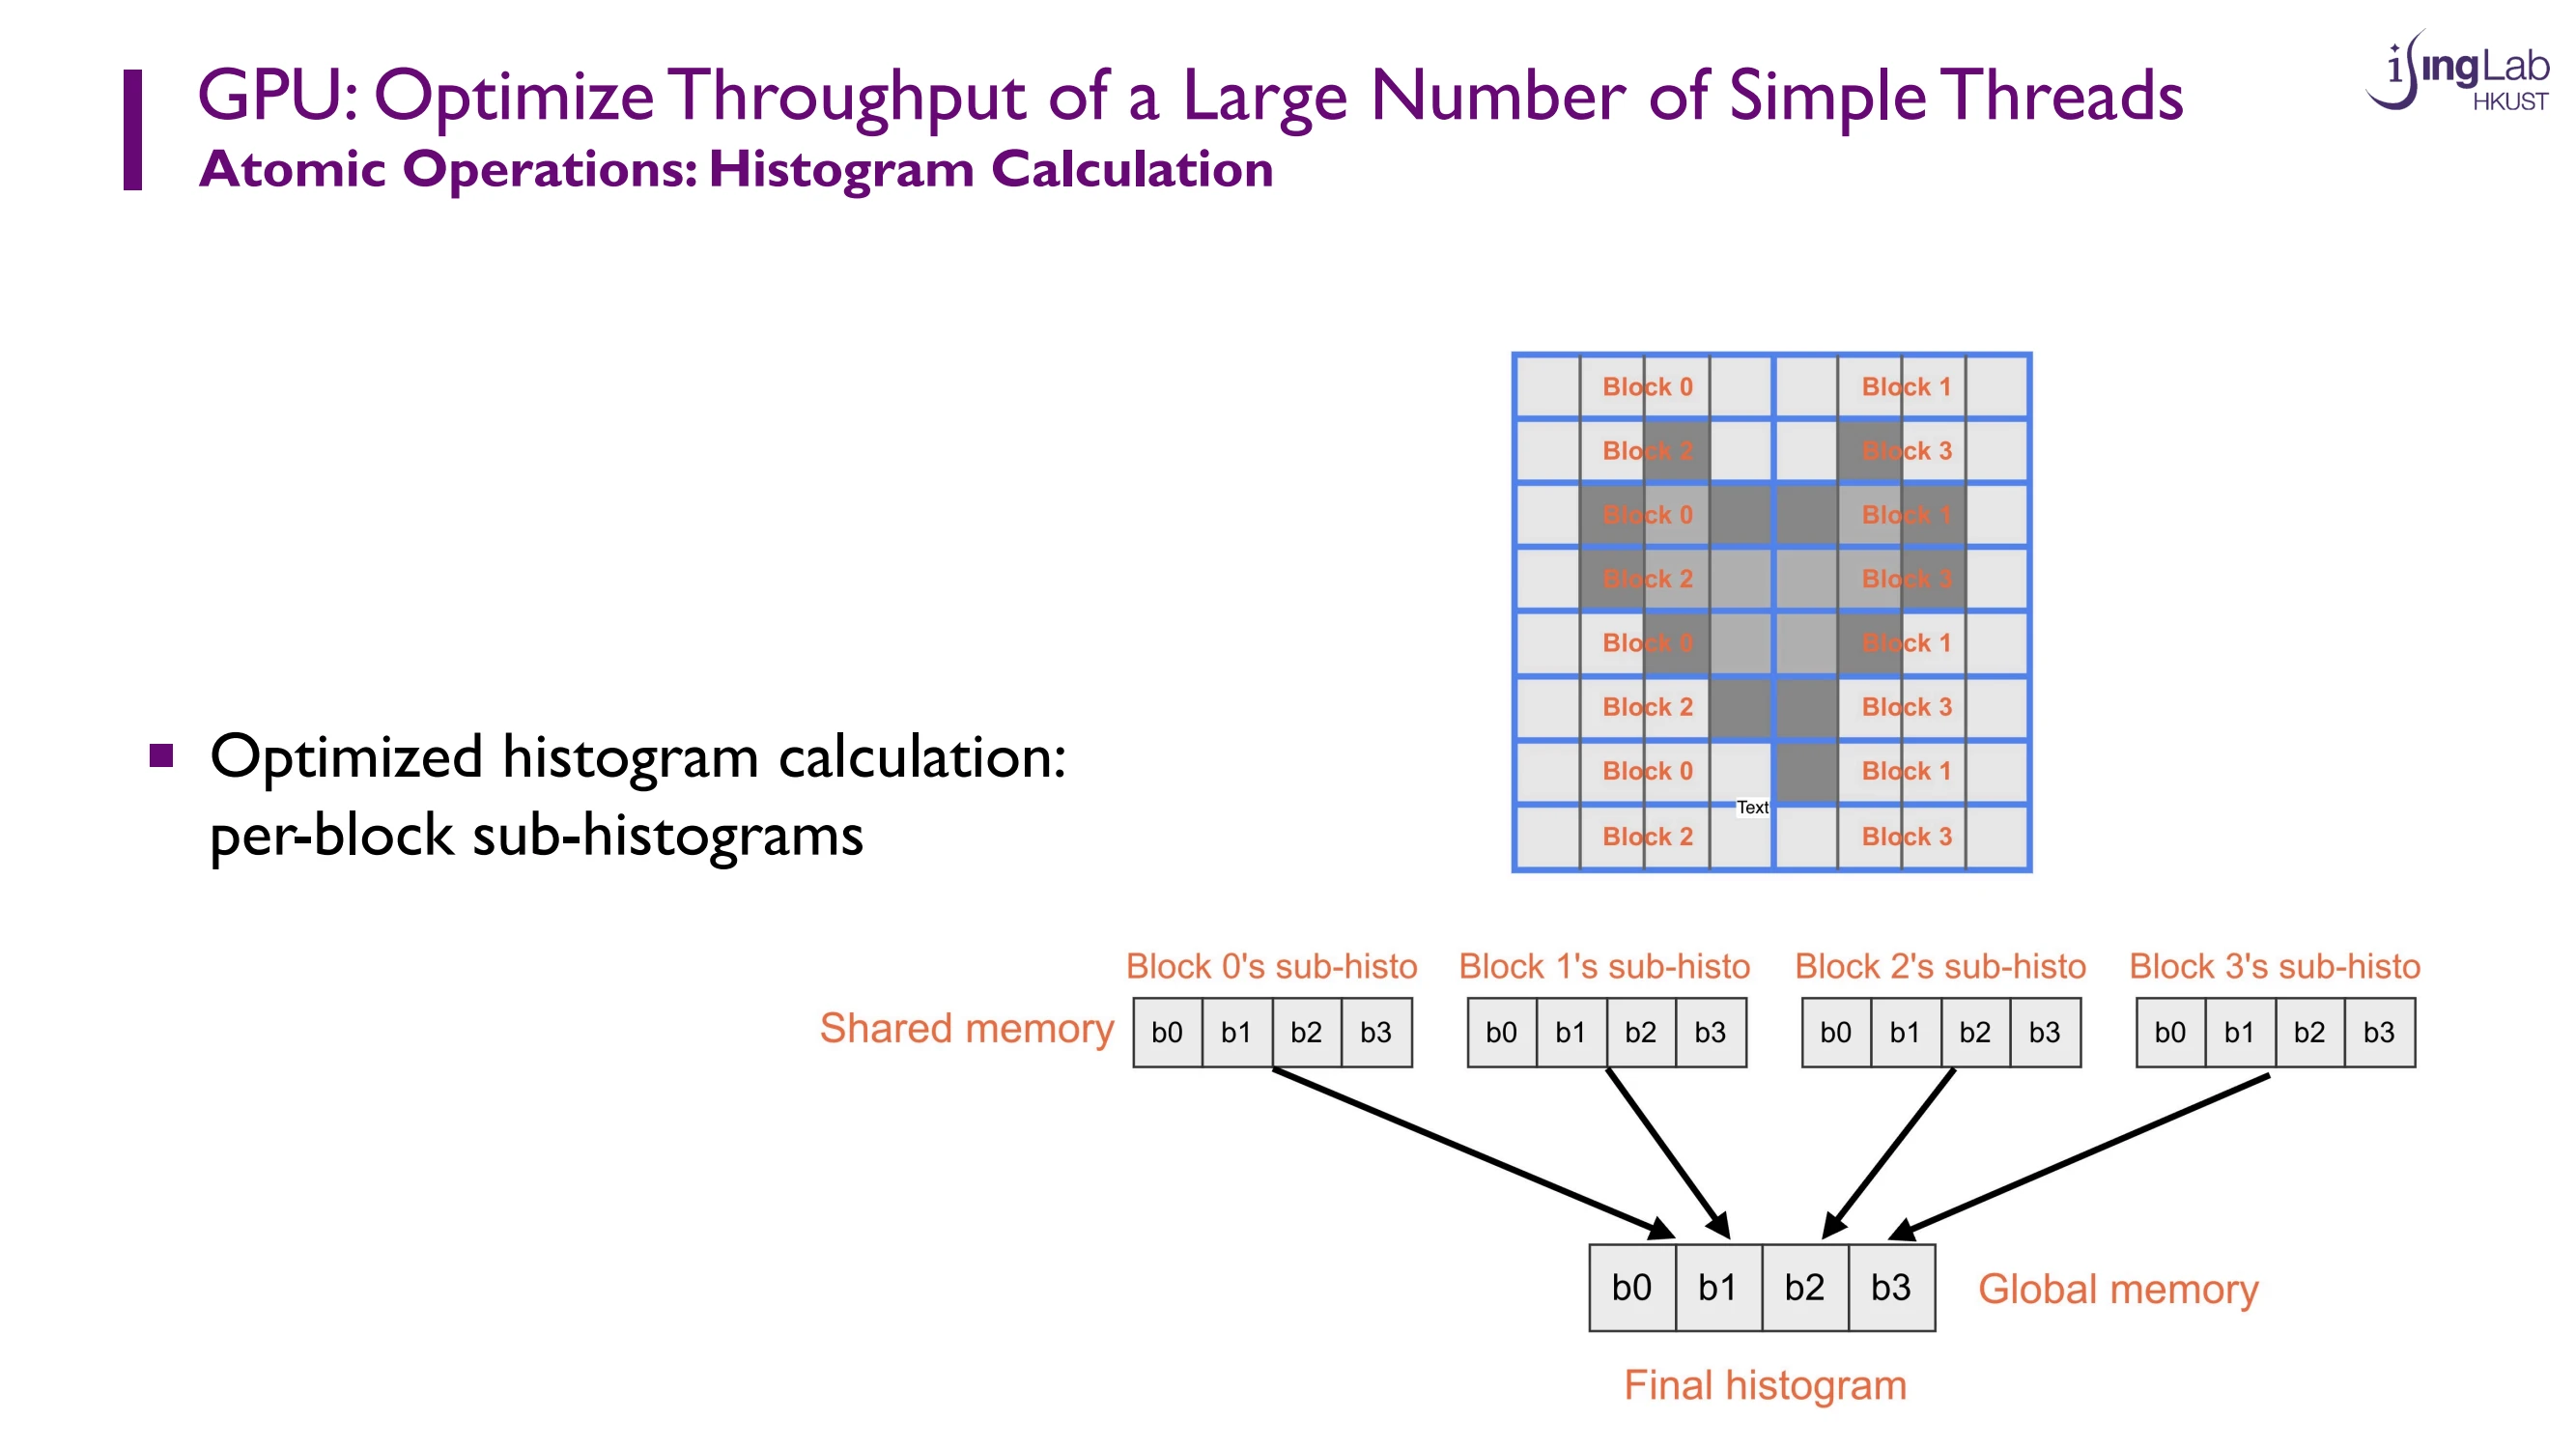 GPU: Optimize Throughput of a Large Number of Simple Threads
Atomic Operations: Histogram Calculation
iSingLab
HKUST
Block 0 Block 1
Block 2 Block 3
Block 0 Block 1
Block 2 Block 3
Block 0 Block 1
Block 2 Block 3
Block 0 Block 1
Text
Block 2 Block 3
Optimized histogram calculation:
per-block sub-histograms
Block 0's sub-histo Block 1's sub-histo Block 2's sub-histo Block 3's sub-histo
Shared memory b0 b1 b2 b3 b0 b1 b2 b3 b0 b1 b2 b3 b0 b1 b2 b3
b0 b1 b2 b3 Global memory
Final histogram